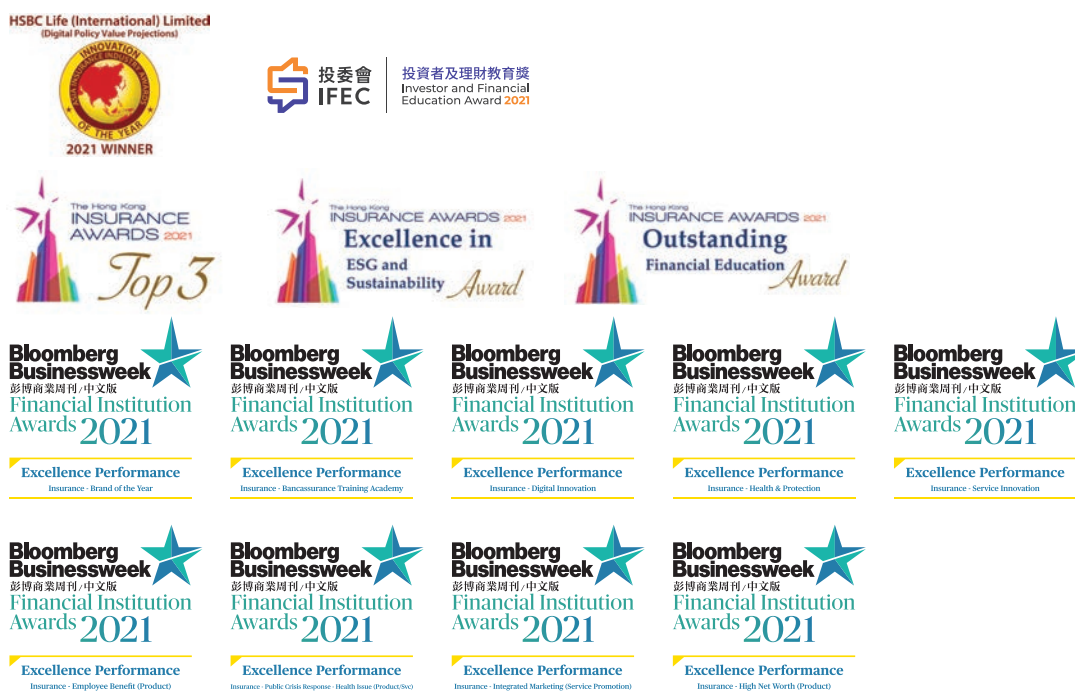 HSBC Life (International) Limited
(Digital Policy Value Projections)
INNOVATION
ASIA INSURANCE INDUSTRY AWARDS
OF THE YEAR
2021 WINNER
投委會
IFEC
投資者及理財教育獎
Investor and Financial
Education Award 2021
The Hong Kong
INSURANCE
AWARDS 2021
Top 3
The Hong Kong
INSURANCE AWARDS 2021
Excellence in
ESG and
Sustainability Award
The Hong Kong
INSURANCE AWARDS 2021
Outstanding
Financial Education Award
Bloomberg
Businessweek
彭博商業周刊/中文版
Financial Institution
Awards 2021
Excellence Performance
Insurance - Brand of the Year
Bloomberg
Businessweek
彭博商業周刊/中文版
Financial Institution
Awards 2021
Excellence Performance
Insurance - Bancassurance Training Academy
Bloomberg
Businessweek
彭博商業周刊/中文版
Financial Institution
Awards 2021
Excellence Performance
Insurance - Digital Innovation
Bloomberg
Businessweek
彭博商業周刊/中文版
Financial Institution
Awards 2021
Excellence Performance
Insurance - Health & Protection
Bloomberg
Businessweek
彭博商業周刊/中文版
Financial Institution
Awards 2021
Excellence Performance
Insurance - Service Innovation
Bloomberg
Businessweek
彭博商業周刊/中文版
Financial Institution
Awards 2021
Excellence Performance
Insurance - Employee Benefit (Product)
Bloomberg
Businessweek
彭博商業周刊/中文版
Financial Institution
Awards 2021
Excellence Performance
Insurance - Public Crisis Response - Health Issue (Product/Svc)
Bloomberg
Businessweek
彭博商業周刊/中文版
Financial Institution
Awards 2021
Excellence Performance
Insurance - Integrated Marketing (Service Promotion)
Bloomberg
Businessweek
彭博商業周刊/中文版
Financial Institution
Awards 2021
Excellence Performance
Insurance - High Net Worth (Product)